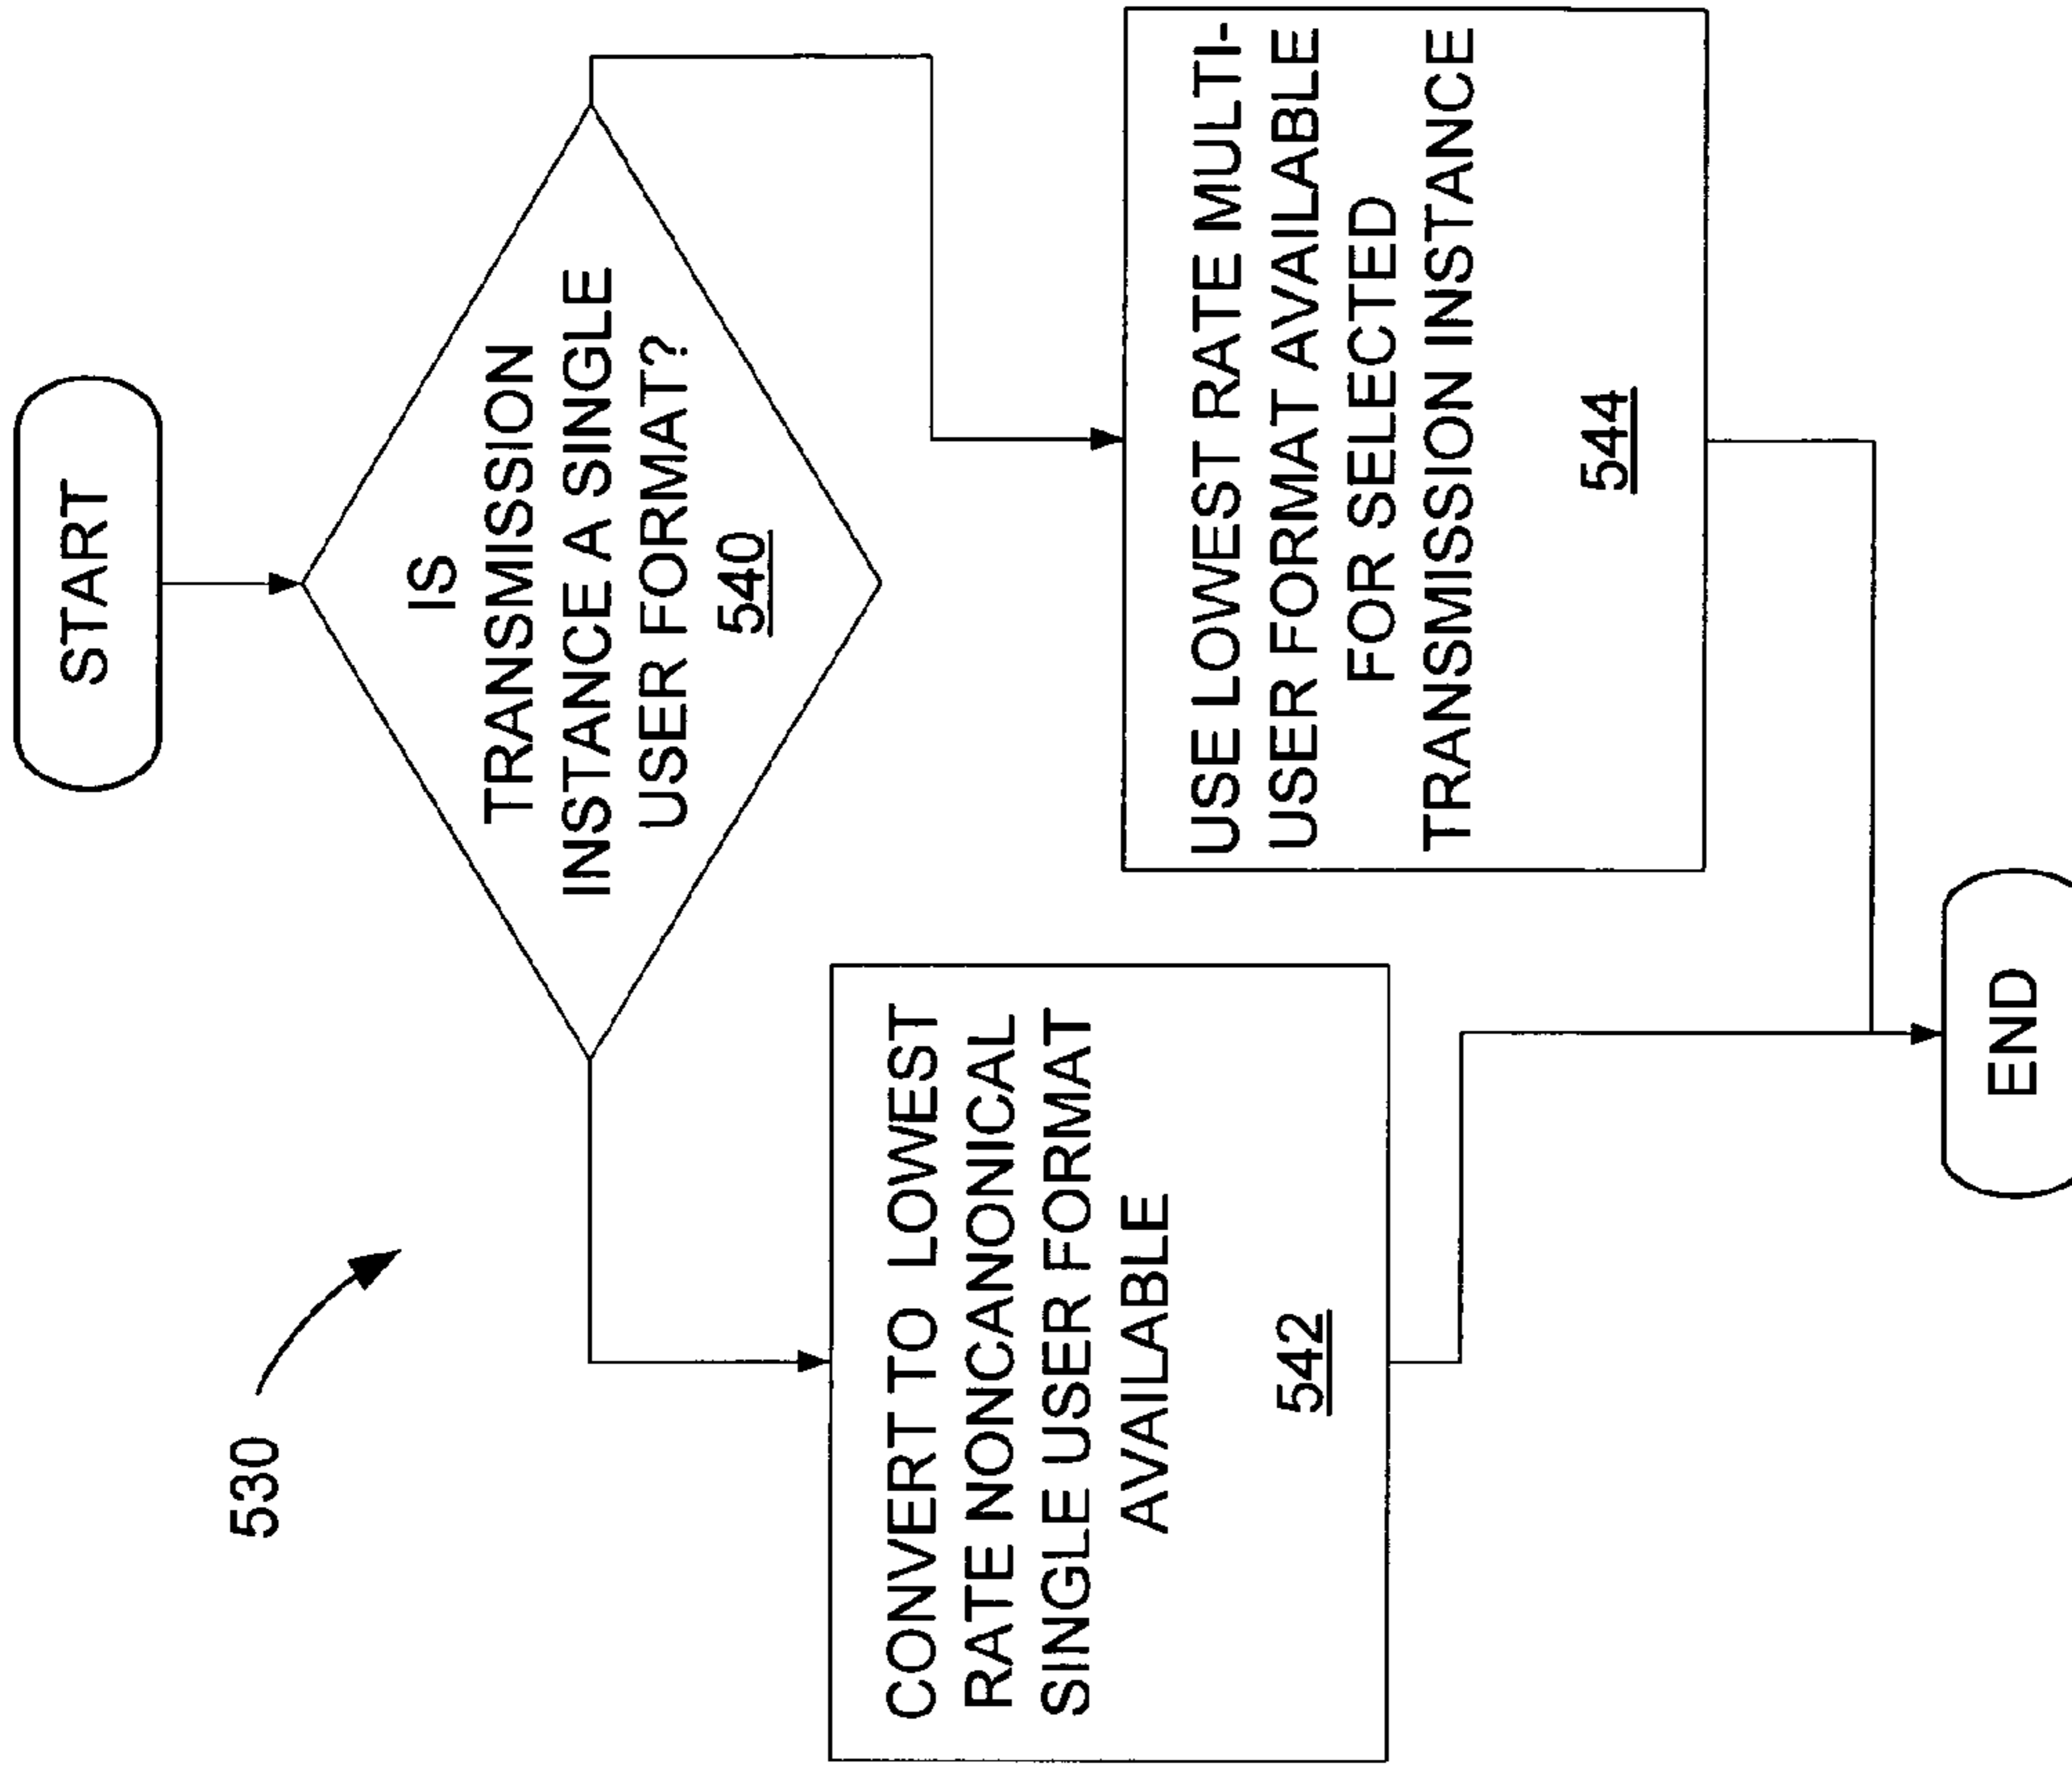 530
START
IS
TRANSMISSION
INSTANCE A SINGLE
USER FORMAT?
540
CONVERT TO LOWEST
RATE NONCANONICAL
SINGLE USER FORMAT
AVAILABLE
542
USE LOWEST RATE MULTI-
USER FORMAT AVAILABLE
FOR SELECTED
TRANSMISSION INSTANCE
544
END